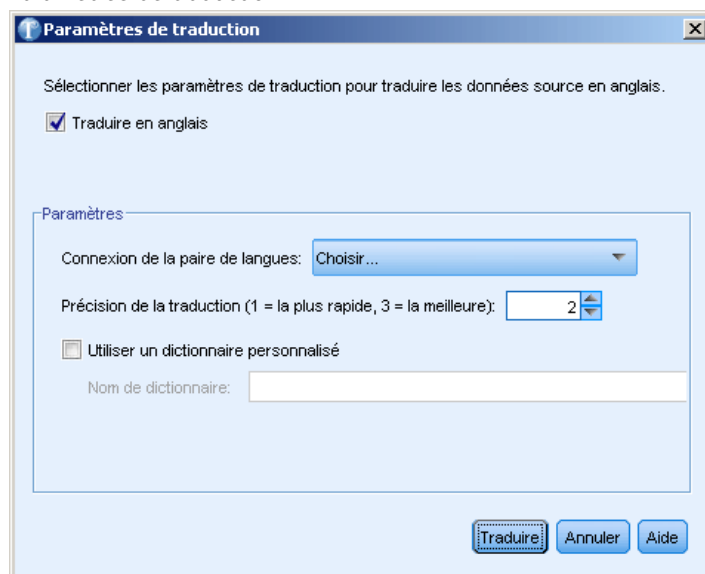 Paramètres de traduction
Sélectionner les paramètres de traduction pour traduire les données source en anglais.
Traduire en anglais
Paramètres
Connexion de la paire de langues: Choisir...
Précision de la traduction (1 = la plus rapide, 3 = la meilleure): 2
Utiliser un dictionnaire personnalisé
Nom de dictionnaire:
Traduire Annuler Aide